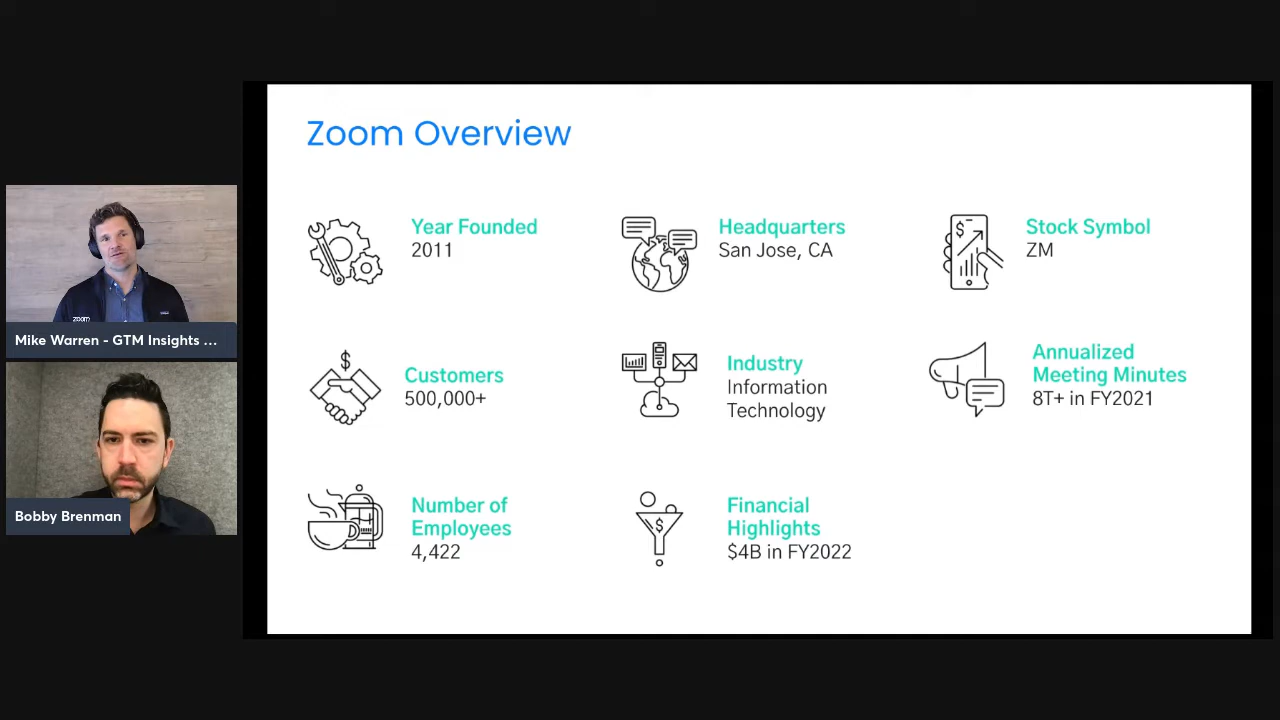 Zoom Overview
Year Founded
2011
Headquarters
San Jose, CA
Stock Symbol
ZM
Customers
500,000+
Industry
Information
Technology
Annualized
Meeting Minutes
8T+ in FY2021
Number of
Employees
4,422
Financial
Highlights
$4B in FY2022
zoom
Mike Warren - GTM Insights ...
Bobby Brenman